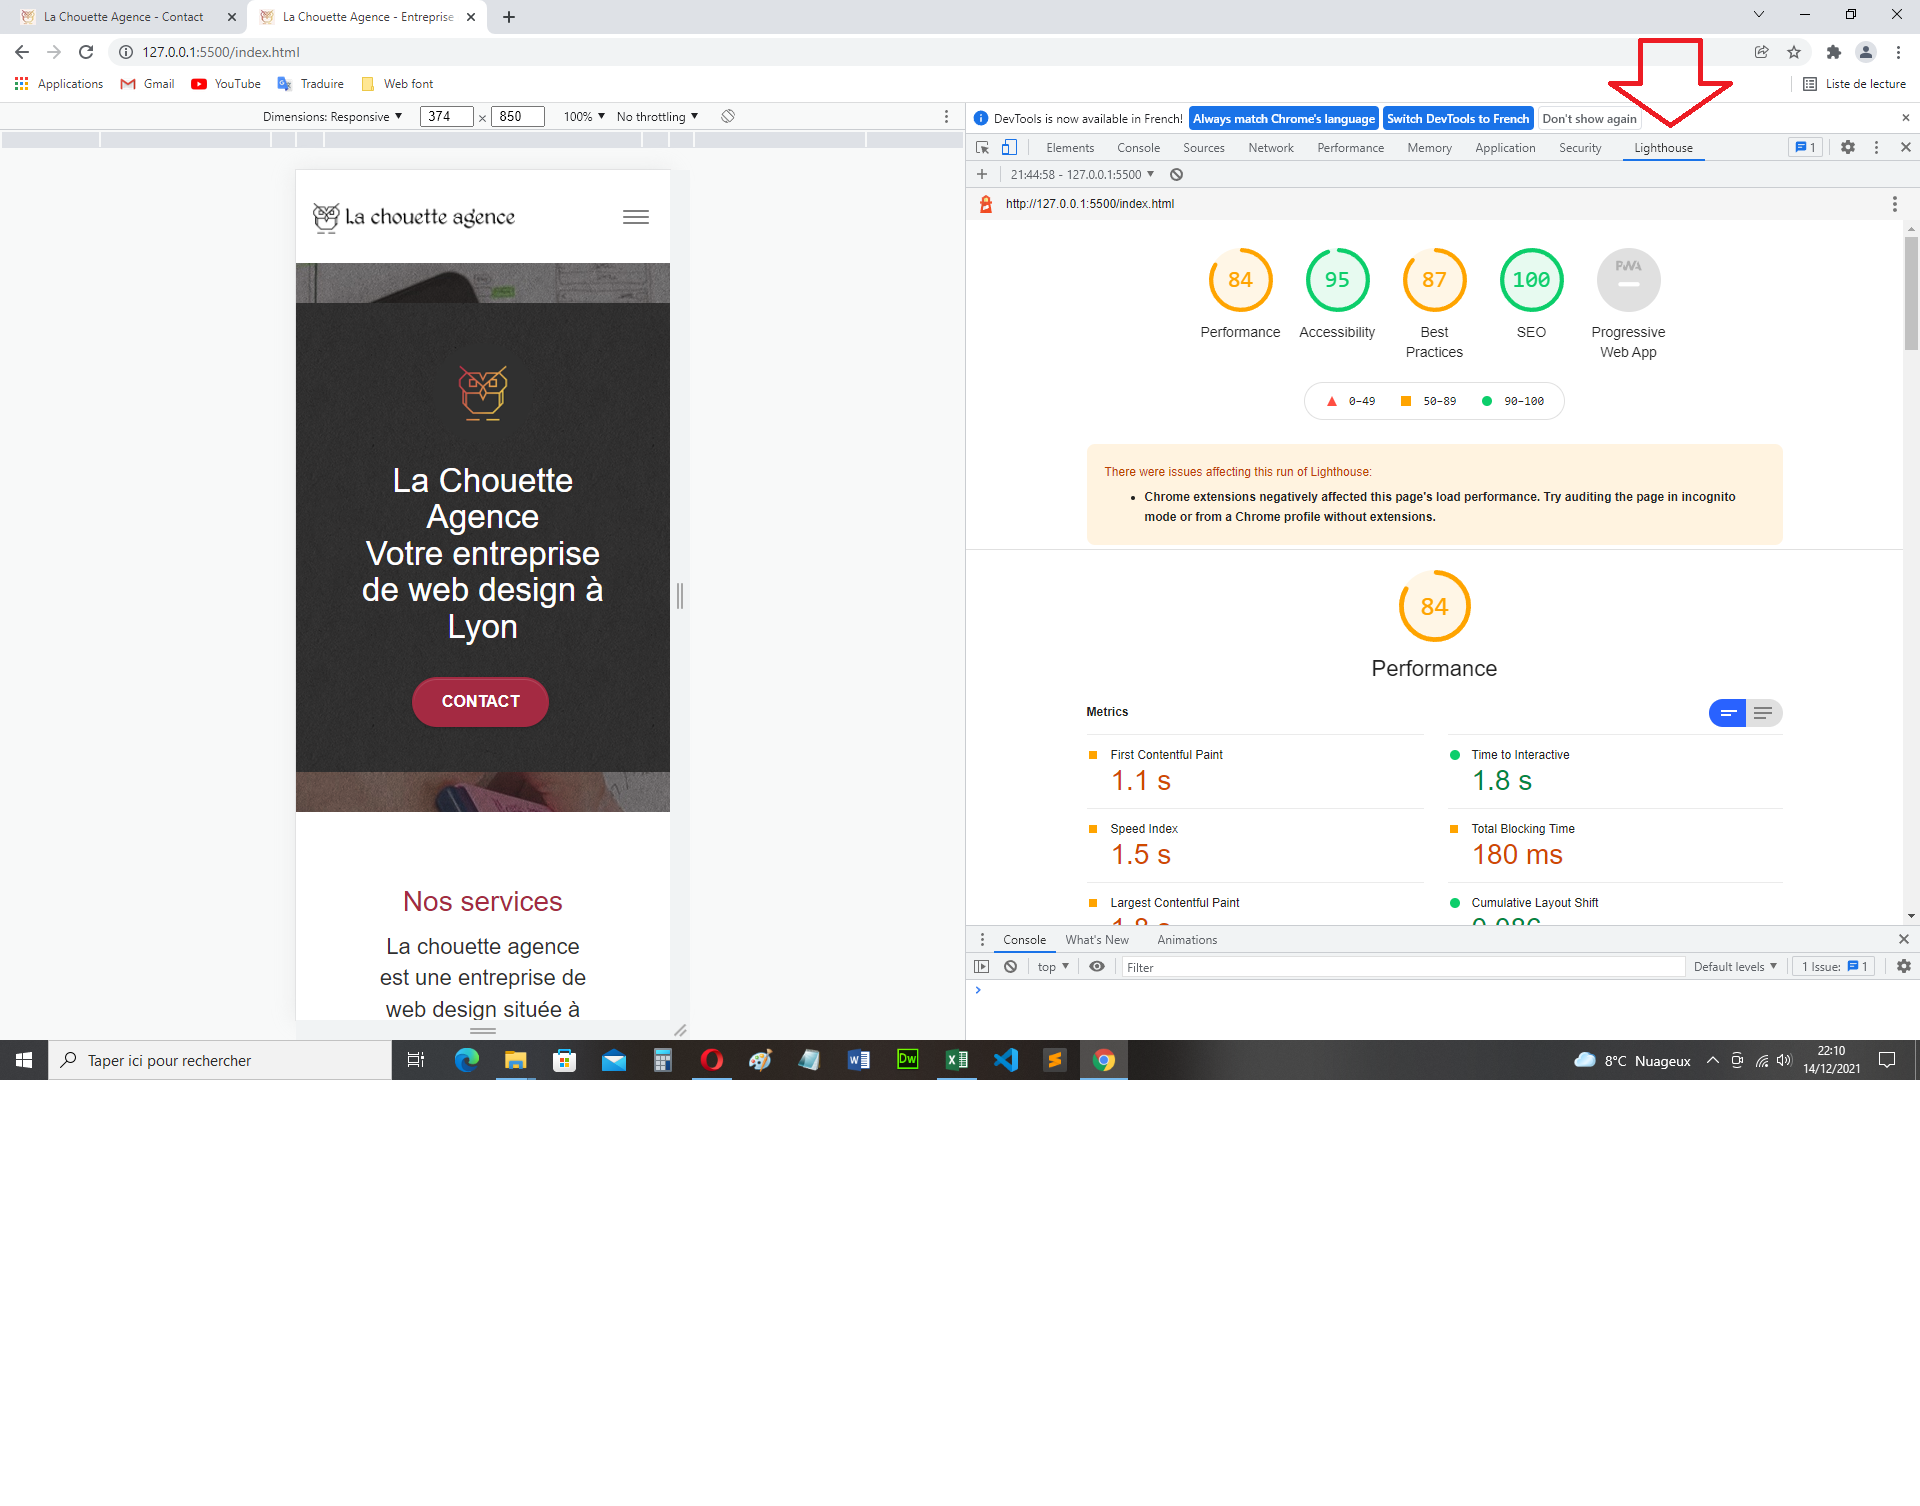 La Chouette Agence - Contact
La Chouette Agence - Entreprise
127.0.0.1:5500/index.html
Applications
Gmail
YouTube
Traduire
Web font
Liste de lecture
Dimensions: Responsive
374 × 850
100%
No throttling
La chouette agence
La Chouette
Agence
Votre entreprise
de web design à
Lyon
CONTACT
Nos services
La chouette agence
est une entreprise de
web design située à
DevTools is now available in French!
Always match Chrome's language
Switch DevTools to French
Don't show again
Elements
Console
Sources
Network
Performance
Memory
Application
Security
Lighthouse
1
21:44:58 - 127.0.0.1:5500
http://127.0.0.1:5500/index.html
84
95
87
100
PWA
Performance
Accessibility
Best
Practices
SEO
Progressive
Web App
0–49
50–89
90–100
There were issues affecting this run of Lighthouse:
Chrome extensions negatively affected this page's load performance. Try auditing the page in incognito
mode or from a Chrome profile without extensions.
84
Performance
Metrics
First Contentful Paint
1.1 s
Time to Interactive
1.8 s
Speed Index
1.5 s
Total Blocking Time
180 ms
Largest Contentful Paint
Cumulative Layout Shift
Console
What's New
Animations
top
Filter
Default levels
1 Issue:
1
Taper ici pour rechercher
Dw
8°C Nuageux
22:10
14/12/2021